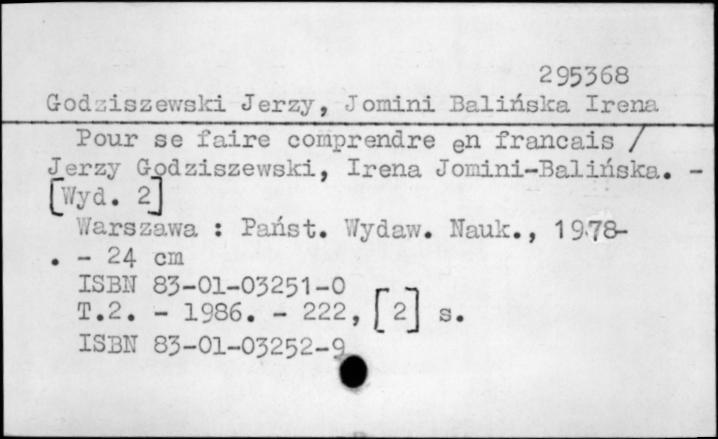 295368
Godziszewski Jerzy, Jomini Balińska Irena
Pour se faire comprendre en francais /
Jerzy Godziszewski, Irena Jomini-Balińska. -
[Wyd. 2]
Warszawa : Państ. Wydaw. Nauk., 1978-
. - 24 cm
ISBN 83-01-03251-0
T.2. - 1986. - 222, [2] s.
ISBN 83-01-03252-9